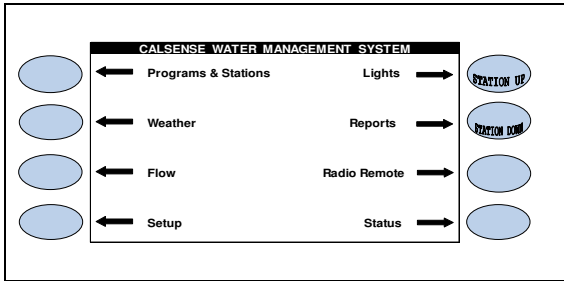 CALSENSE WATER MANAGEMENT SYSTEM
Programs & Stations Lights STATION UP
Weather Reports STATION DOWN
Flow Radio Remote
Setup Status